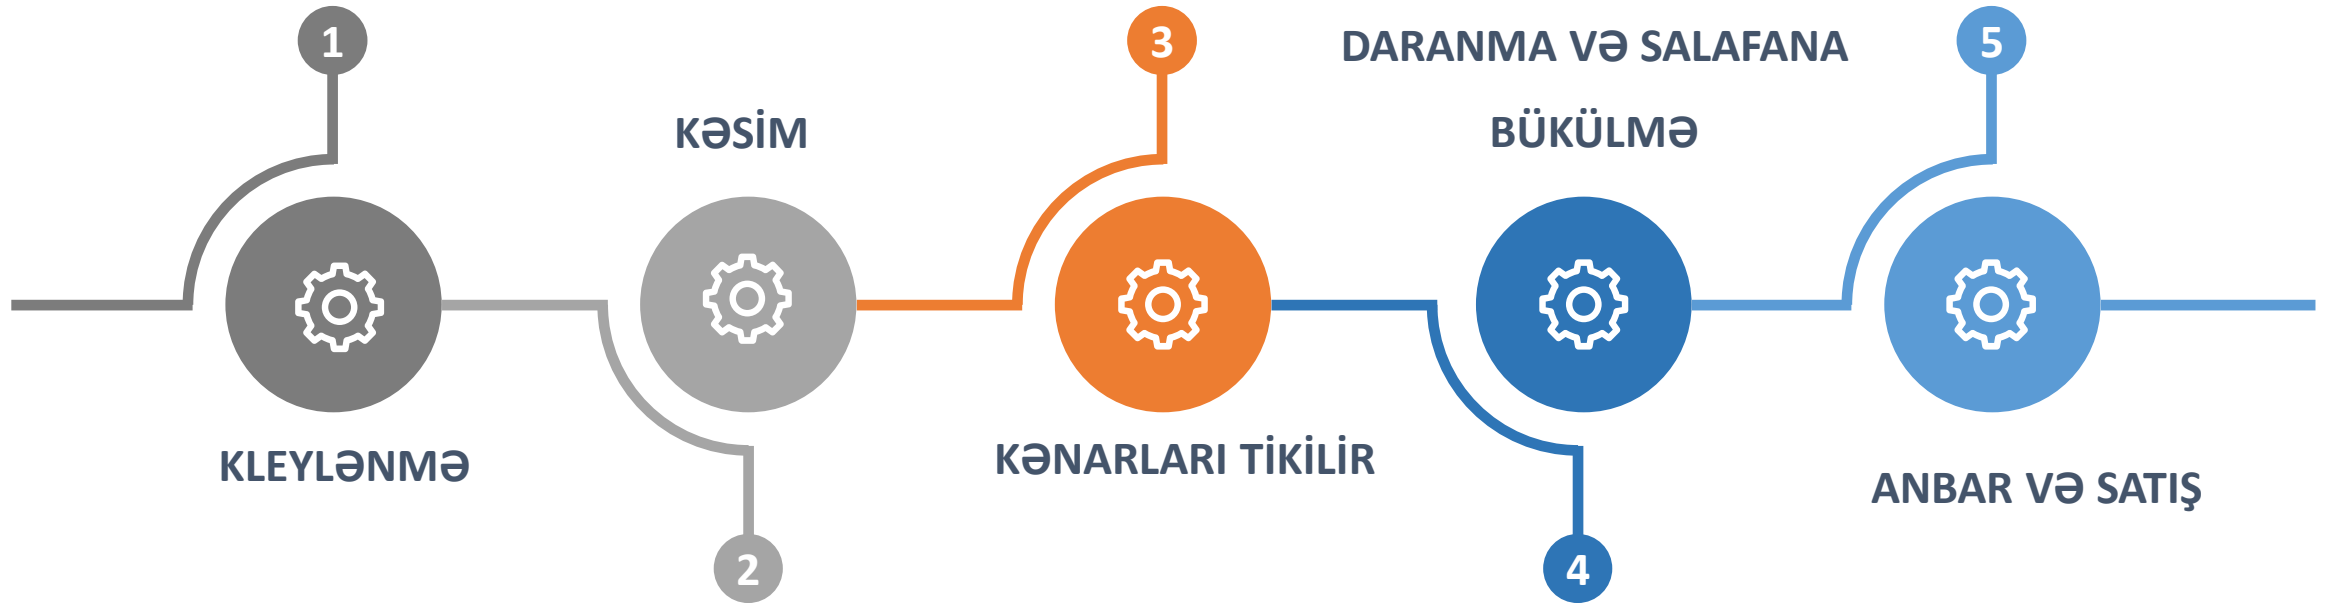 1
KLEYLƏNMƏ
KƏSİM
2
3
KƏNARLARI TİKİLİR
DARANMA VƏ SALAFANA
BÜKÜLMƏ
4
5
ANBAR VƏ SATIŞ